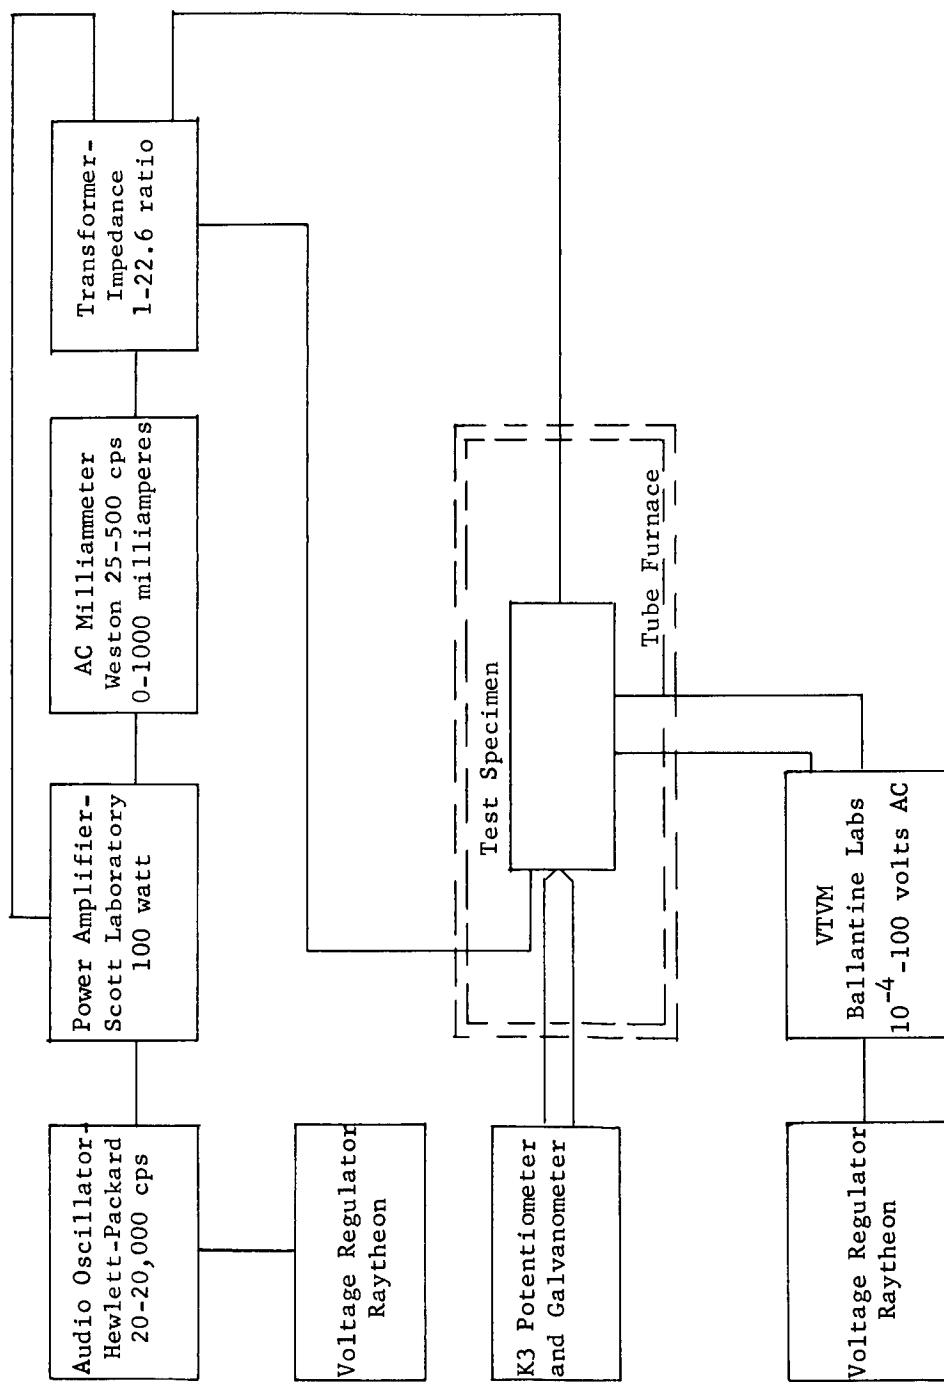 Audio Oscillator-
Hewlett-Packard
20-20,000 cps
Power Amplifier-
Scott Laboratory
100 watt
AC Milliammeter
Weston 25-500 cps
0-1000 milliamperes
Transformer-
Impedance
1-22.6 ratio
Voltage Regulator
Raytheon
K3 Potentiometer
and Galvanometer
Test Specimen
Tube Furnace
VTVM
Ballantine Labs
10⁻⁴-100 volts AC
Voltage Regulator
Raytheon